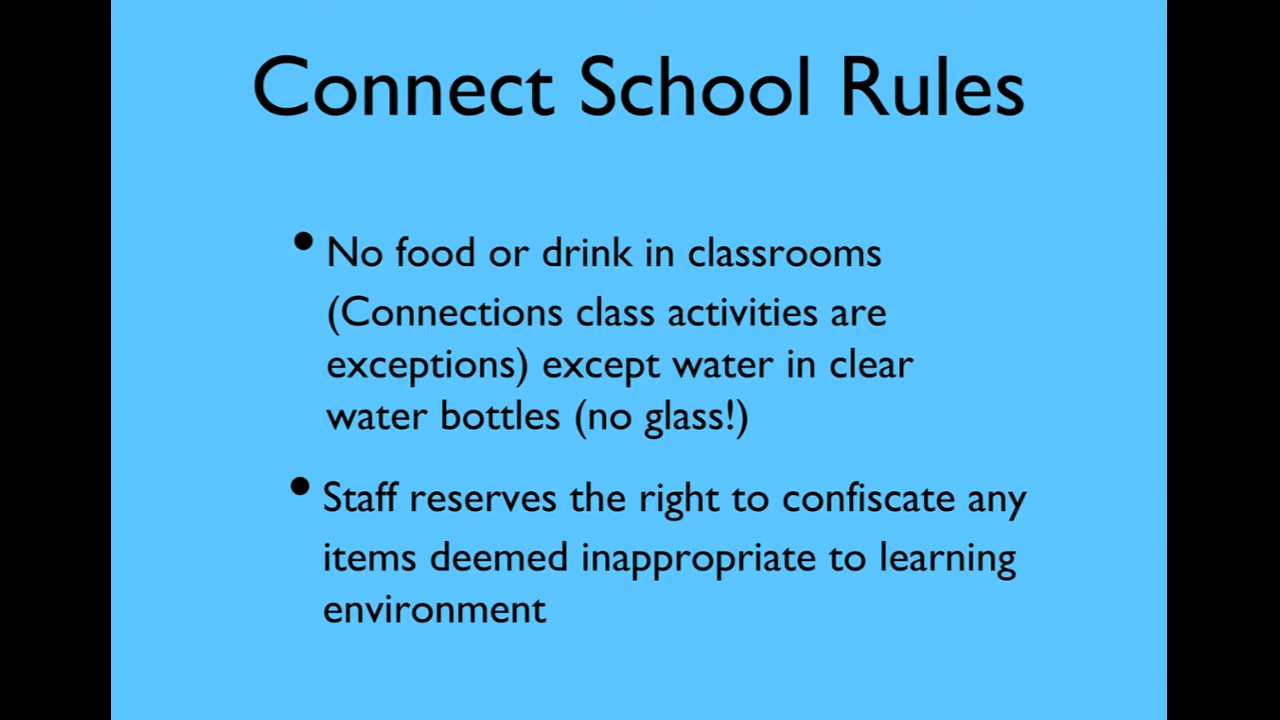 Connect School Rules
• No food or drink in classrooms
(Connections class activities are
exceptions) except water in clear
water bottles (no glass!)
• Staff reserves the right to confiscate any
items deemed inappropriate to learning
environment